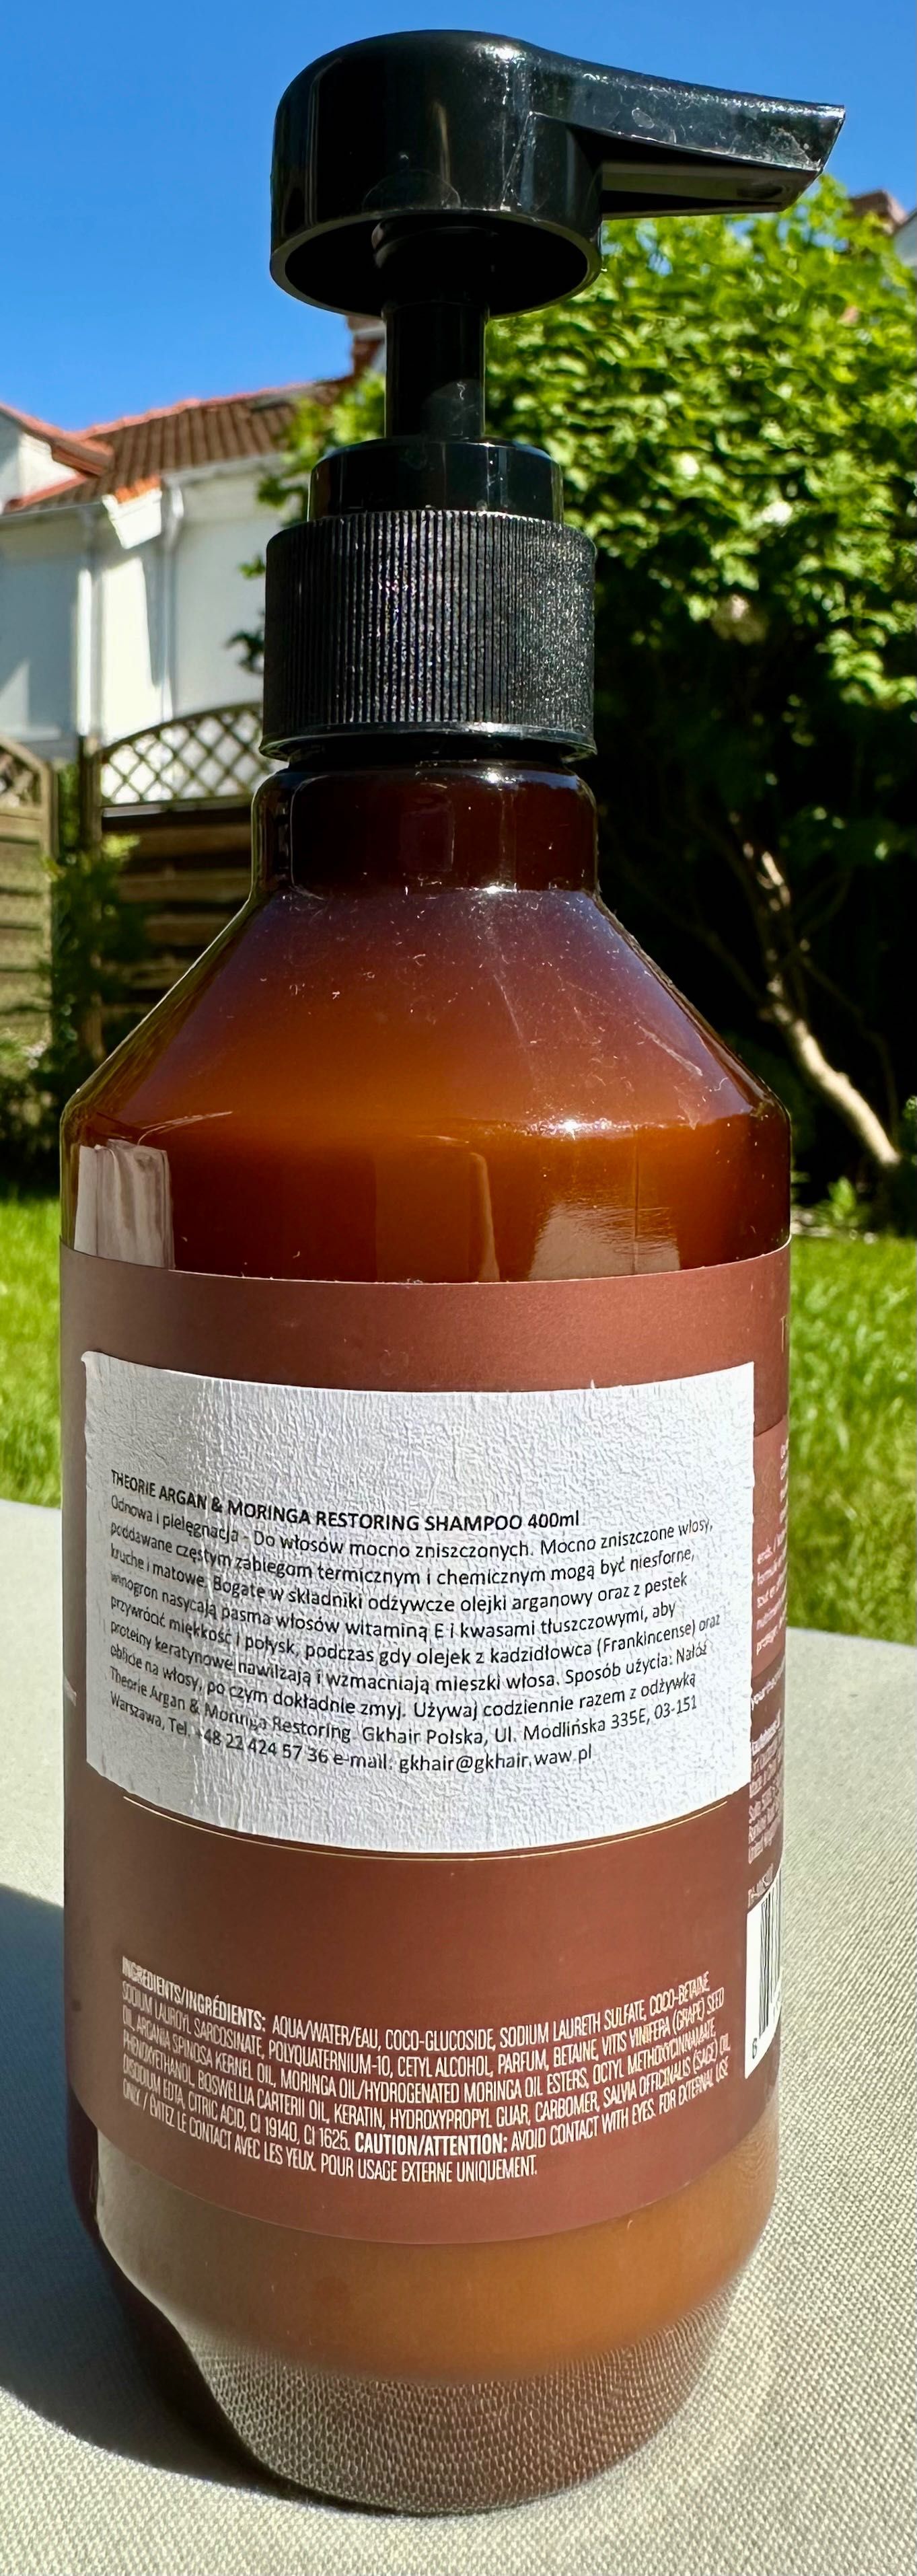 THEORIE ARGAN & MORINGA RESTORING SHAMPOO 400ml
Odnowa i pielęgnacja - Do włosów mocno zniszczonych. Mocno zniszczone włosy,
poddawane częstym zabiegom termicznym i chemicznym mogą być niesforne,
kruche i matowe. Bogate w składniki odżywcze olejki arganowy oraz z pestek
winogron nasycają pasma włosów witaminą E i kwasami tłuszczowymi, aby
przywrócić miękkość i połysk, podczas gdy olejek z kadzidłowca (Frankincense) oraz
proteiny keratynowe nawilżają i wzmacniają mieszki włosa. Sposób użycia: Nałóż
obficie na włosy, po czym dokładnie zmyj. Używaj codziennie razem z odżywką
Theorie Argan & Moringa Restoring. Gkhair Polska, Ul. Modlińska 335E, 03-151
Warszawa, Tel. +48 22 424 57 36 e-mail: gkhair@gkhair.waw.pl
INGREDIENTS/INGRÉDIENTS: AQUA/WATER/EAU, COCO-GLUCOSIDE, SODIUM LAURETH SULFATE, COCO-BETAINE,
SODIUM LAUROYL SARCOSINATE, POLYQUATERNIUM-10, CETYL ALCOHOL, PARFUM, BETAINE, VITIS VINIFERA (GRAPE) SEED
OIL, ARGANIA SPINOSA KERNEL OIL, MORINGA OIL/HYDROGENATED MORINGA OIL ESTERS, OCTYL METHOXYCINNAMATE,
PHENOXYETHANOL, BOSWELLIA CARTERII OIL, KERATIN, HYDROXYPROPYL GUAR, CARBOMER, SALVIA OFFICINALIS (SAGE) OIL,
DISODIUM EDTA, CITRIC ACID, CI 19140, CI 1625. CAUTION/ATTENTION: AVOID CONTACT WITH EYES. FOR EXTERNAL USE
ONLY. / ÉVITEZ LE CONTACT AVEC LES YEUX. POUR USAGE EXTERNE UNIQUEMENT.